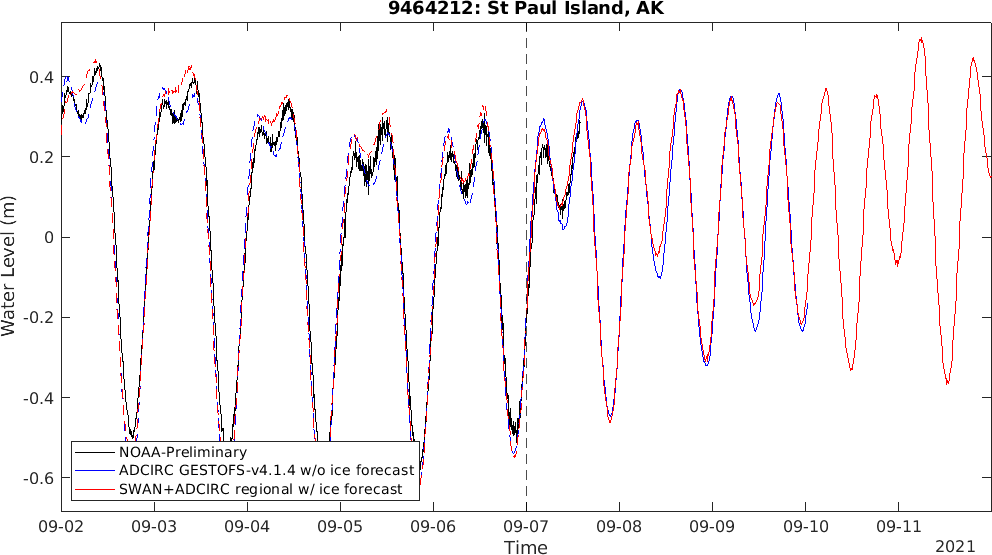 9464212: St Paul Island, AK
0.4
0.2
0
-0.2
-0.4
-0.6
Water Level (m)
NOAA-Preliminary
ADCIRC GESTOFS-v4.1.4 w/o ice forecast
SWAN+ADCIRC regional w/ ice forecast
09-02 09-03 09-04 09-05 09-06 09-07 09-08 09-09 09-10 09-11
Time
2021